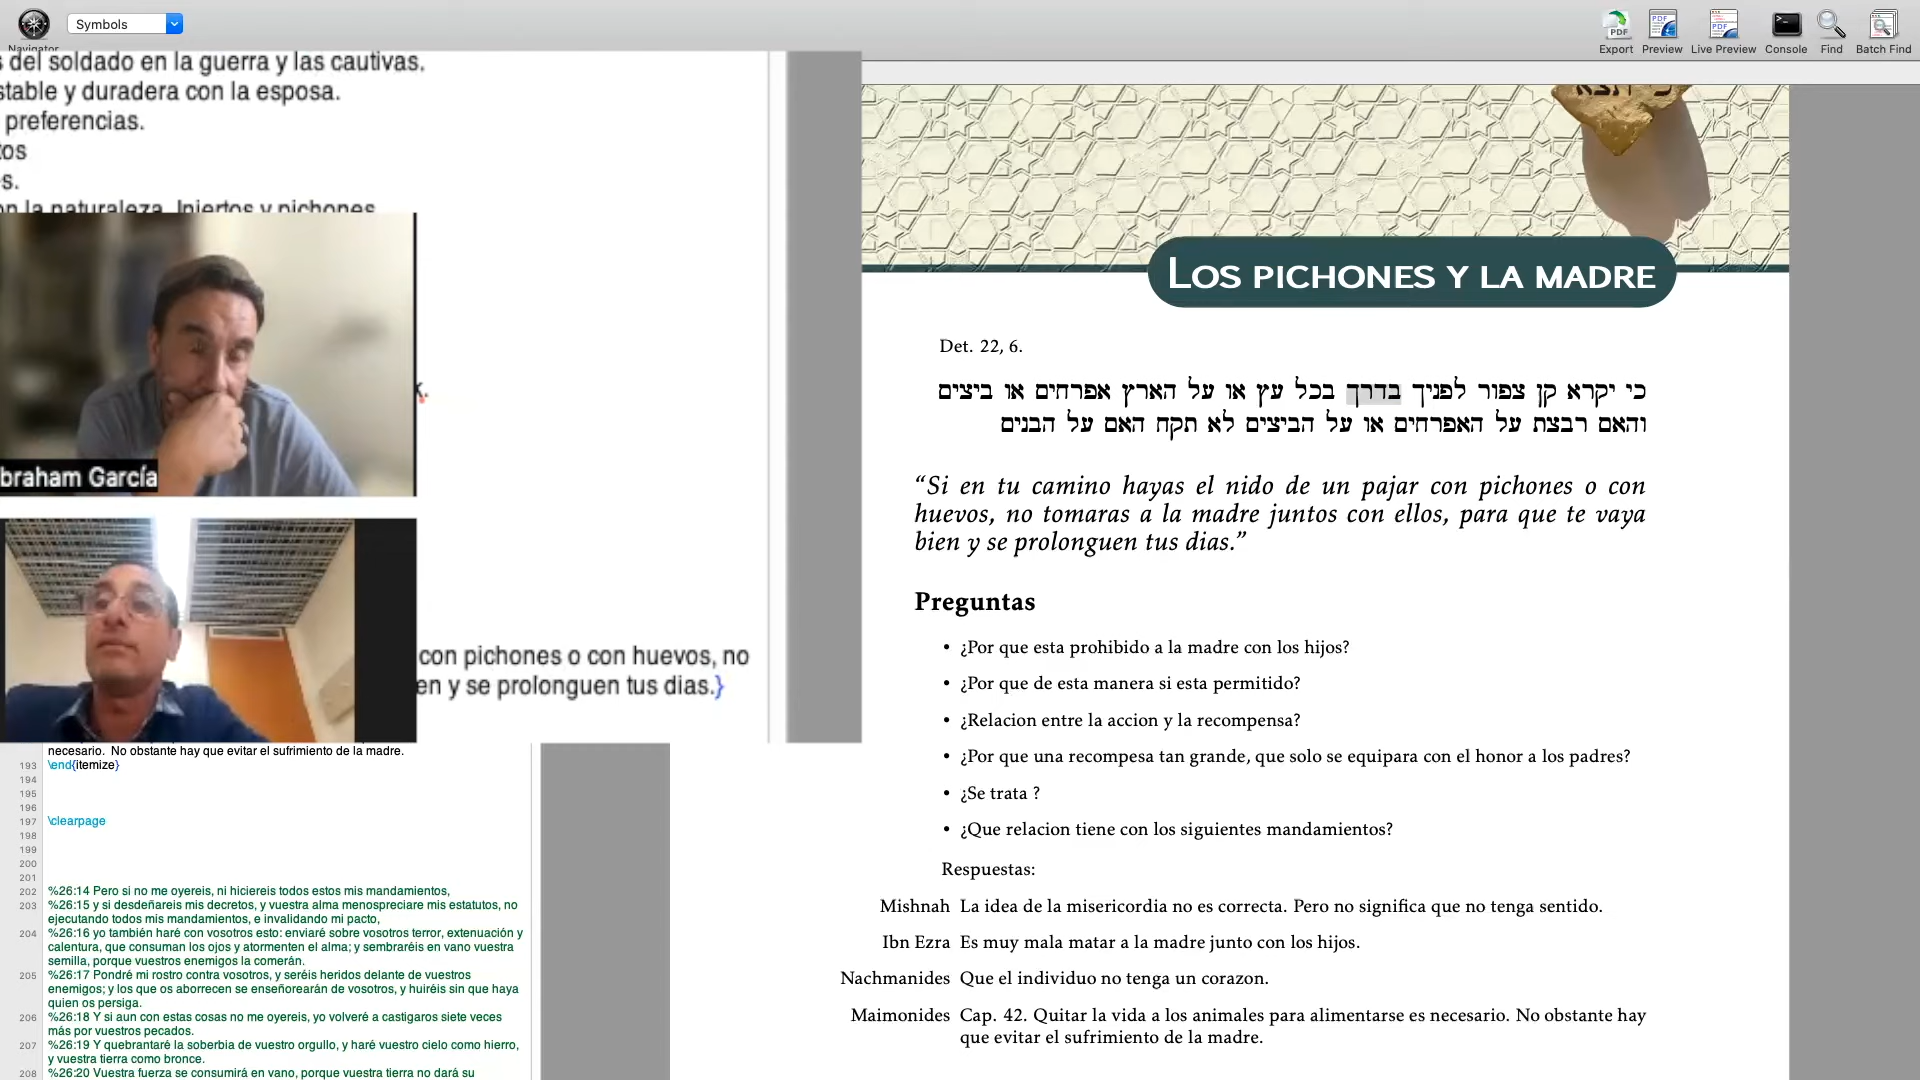 Symbols
Navigator
Export
Preview
Live Preview
Console
Find
Batch Find
del soldado en la guerra y las cautivas.
stable y duradera con la esposa.
preferencias.
la naturaleza. Injertos y pichones
braham García
con pichones o con huevos, no
en y se prolonguen tus dias.}
necesario. No obstante hay que evitar el sufrimiento de la madre.
193 \end{itemize}
194
195
196
197 \clearpage
198
199
200
201
202 %26:14 Pero si no me oyereis, ni hiciereis todos estos mis mandamientos,
203 %26:15 y si desdeñareis mis decretos, y vuestra alma menospreciare mis estatutos, no
ejecutando todos mis mandamientos, e invalidando mi pacto,
204 %26:16 yo también haré con vosotros esto: enviaré sobre vosotros terror, extenuación y
calentura, que consuman los ojos y atormenten el alma; y sembraréis en vano vuestra
semilla, porque vuestros enemigos la comerán.
205 %26:17 Pondré mi rostro contra vosotros, y seréis heridos delante de vuestros
enemigos; y los que os aborrecen se enseñorearán de vosotros, y huiréis sin que haya
quien os persiga.
206 %26:18 Y si aun con estas cosas no me oyereis, yo volveré a castigaros siete veces
más por vuestros pecados.
207 %26:19 Y quebrantaré la soberbia de vuestro orgullo, y haré vuestro cielo como hierro,
y vuestra tierra como bronce.
208 %26:20 Vuestra fuerza se consumirá en vano, porque vuestra tierra no dará su
כי תצא
Los pichones y la madre
Det. 22, 6.
כי יקרא קן צפור לפניך בדרך בכל עץ או על הארץ אפרחים או ביצים
והאם רבצת על האפרחים או על הביצים לא תקח האם על הבנים
“Si en tu camino hayas el nido de un pajar con pichones o con
huevos, no tomaras a la madre juntos con ellos, para que te vaya
bien y se prolonguen tus dias.”
Preguntas
• ¿Por que esta prohibido a la madre con los hijos?
• ¿Por que de esta manera si esta permitido?
• ¿Relacion entre la accion y la recompensa?
• ¿Por que una recompesa tan grande, que solo se equipara con el honor a los padres?
• ¿Se trata ?
• ¿Que relacion tiene con los siguientes mandamientos?
Respuestas:
Mishnah La idea de la misericordia no es correcta. Pero no significa que no tenga sentido.
Ibn Ezra Es muy mala matar a la madre junto con los hijos.
Nachmanides Que el individuo no tenga un corazon.
Maimonides Cap. 42. Quitar la vida a los animales para alimentarse es necesario. No obstante hay
que evitar el sufrimiento de la madre.